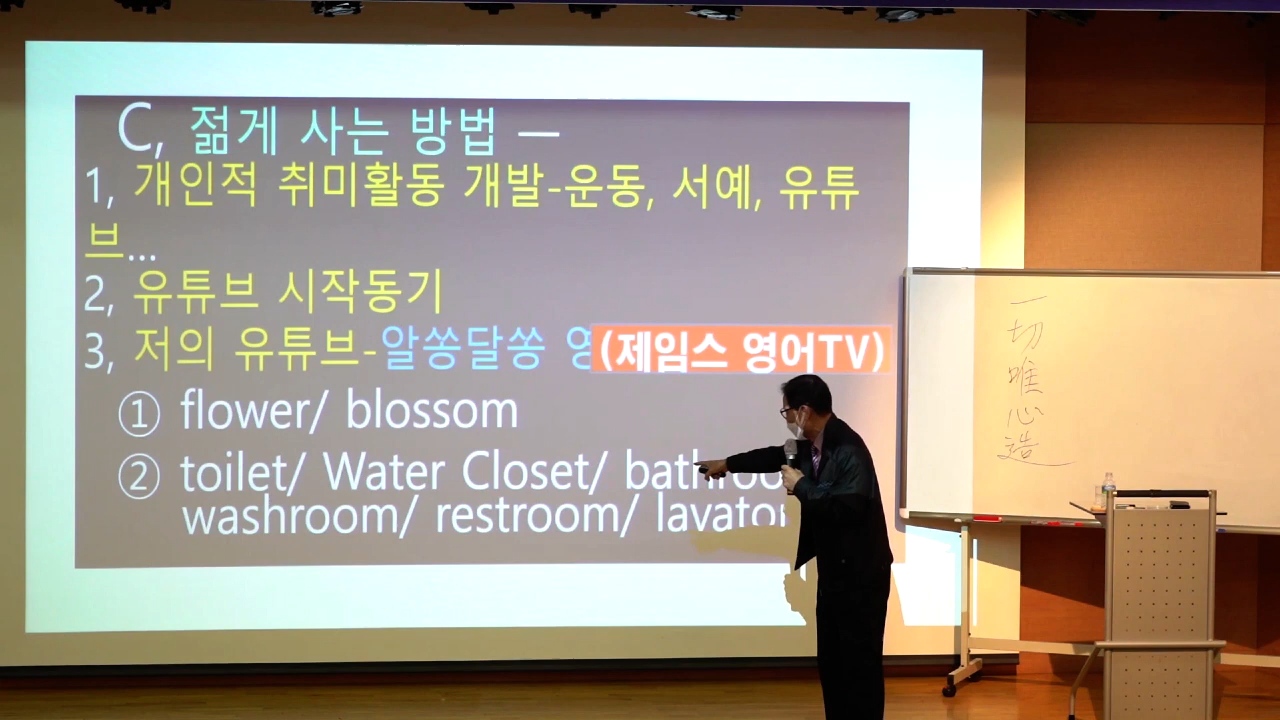 C, 젊게 사는 방법 –
1, 개인적 취미활동 개발-운동, 서예, 유튜
브...
2, 유튜브 시작동기
3, 저의 유튜브-알쏭달쏭 (제임스 영어TV)
① flower/ blossom
② toilet/ Water Closet/
washroom/ restroom/
一切唯心造